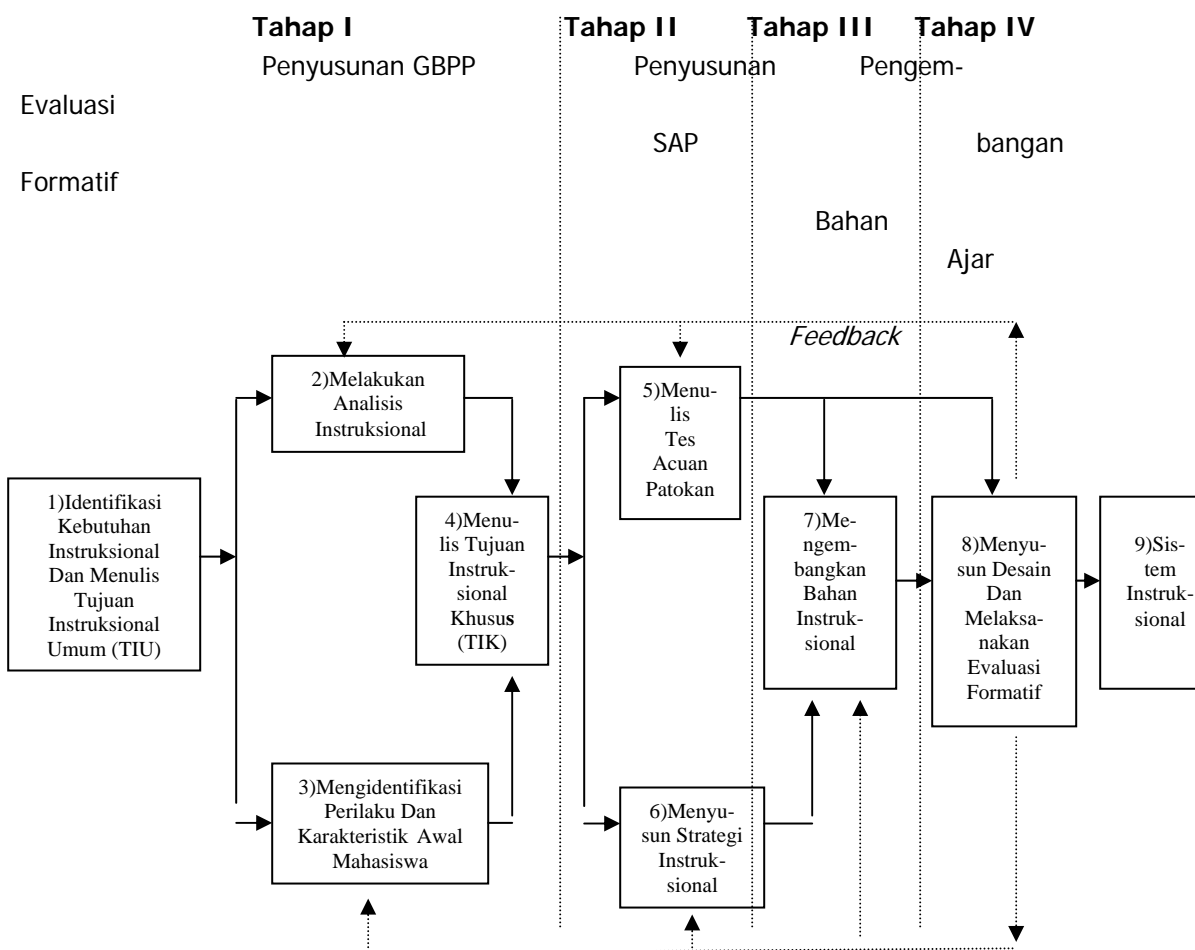 Tahap I Tahap II Tahap III Tahap IV
Penyusunan GBPP Penyusunan Pengem-
Evaluasi
SAP bangan
Formatif
Bahan
Ajar
Feedback
2)Melakukan
Analisis
Instruksional
5)Menu-
lis
Tes
Acuan
Patokan
1)Identifikasi
Kebutuhan
Instruksional
Dan Menulis
Tujuan
Instruksional
Umum (TIU)
4)Menu-
lis Tujuan
Instruk-
sional
Khusus
(TIK)
7)Me-
ngem-
bangkan
Bahan
Instruk-
sional
8)Menyu-
sun Desain
Dan
Melaksa-
nakan
Evaluasi
Formatif
9)Sis-
tem
Instruk-
sional
3)Mengidentifikasi
Perilaku Dan
Karakteristik Awal
Mahasiswa
6)Menyu-
sun Strategi
Instruk-
sional